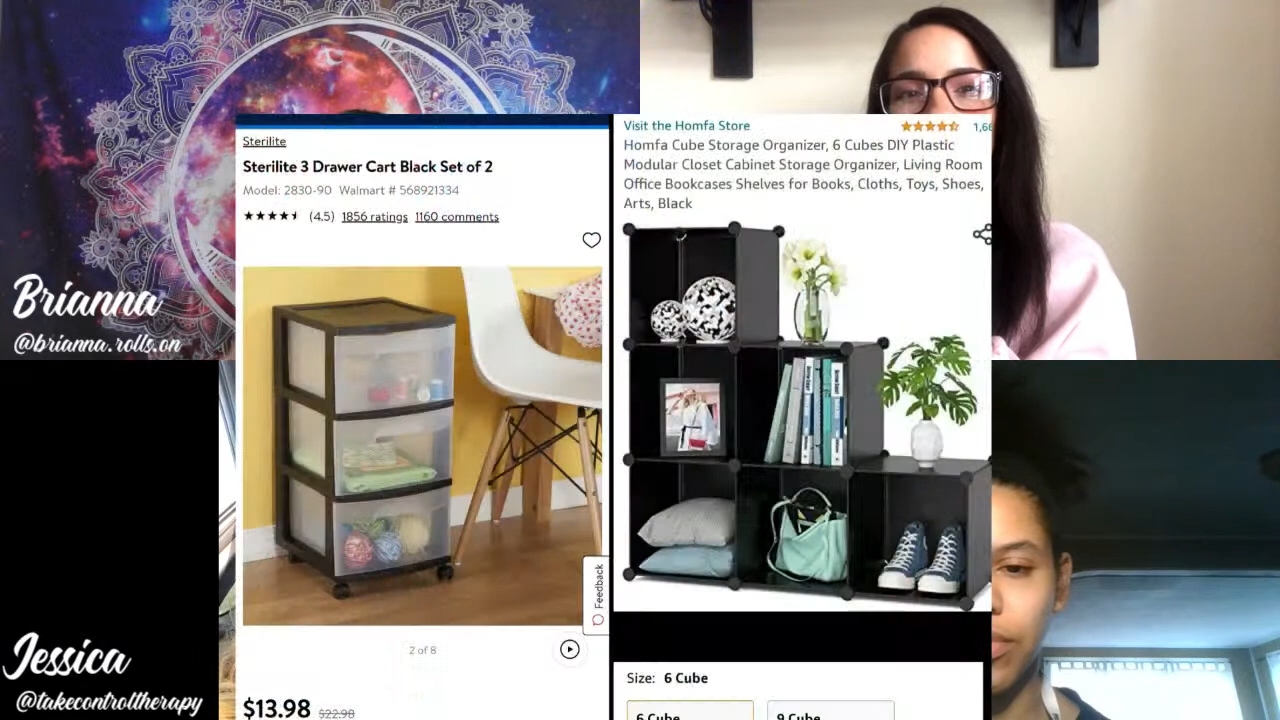 Brianna
@brianna.rolls.on
Jessica
@takecontroltherapy
Sterilite
Sterilite 3 Drawer Cart Black Set of 2
Model: 2830-90 Walmart # 568921334
(4.5) 1856 ratings 1160 comments
Feedback
2 of 8
$13.98 $22.98
Visit the Homfa Store
Homfa Cube Storage Organizer, 6 Cubes DIY Plastic
Modular Closet Cabinet Storage Organizer, Living Room
Office Bookcases Shelves for Books, Cloths, Toys, Shoes,
Arts, Black
Size: 6 Cube
6 Cube
9 Cube